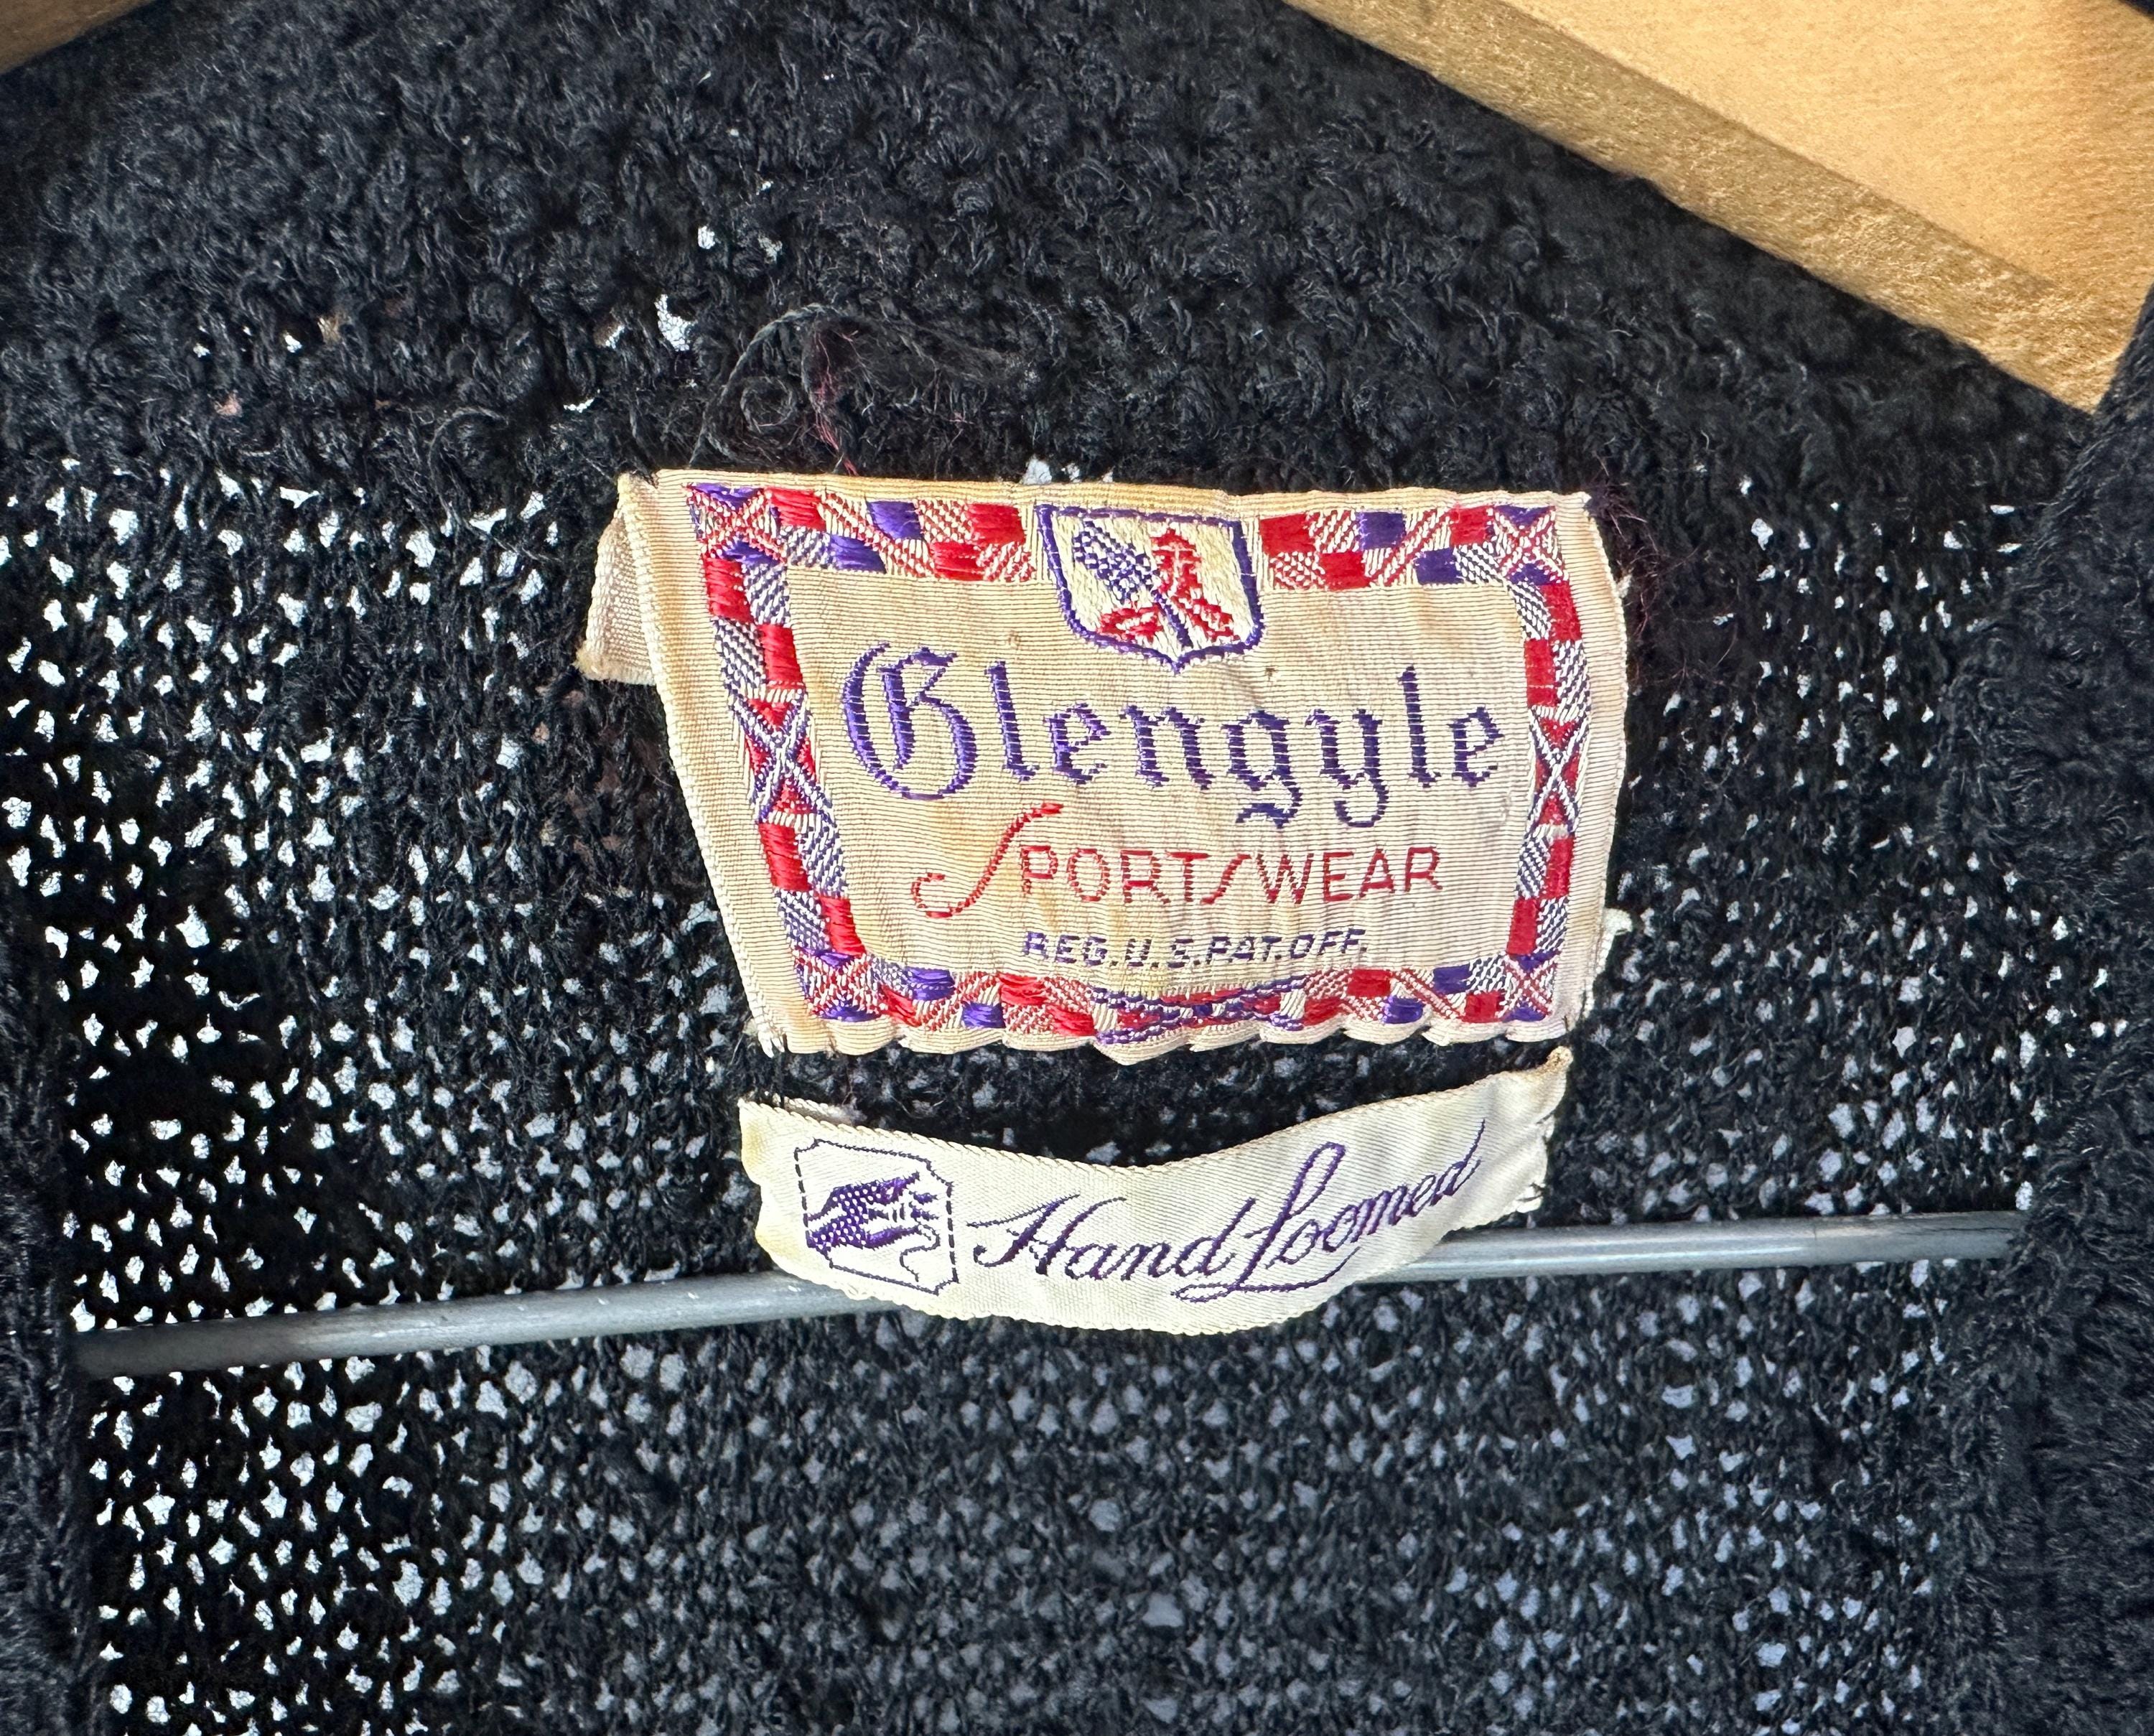 Glengyle
SPORTSWEAR
REG.U.S.PAT.OFF.
Hand Loomed